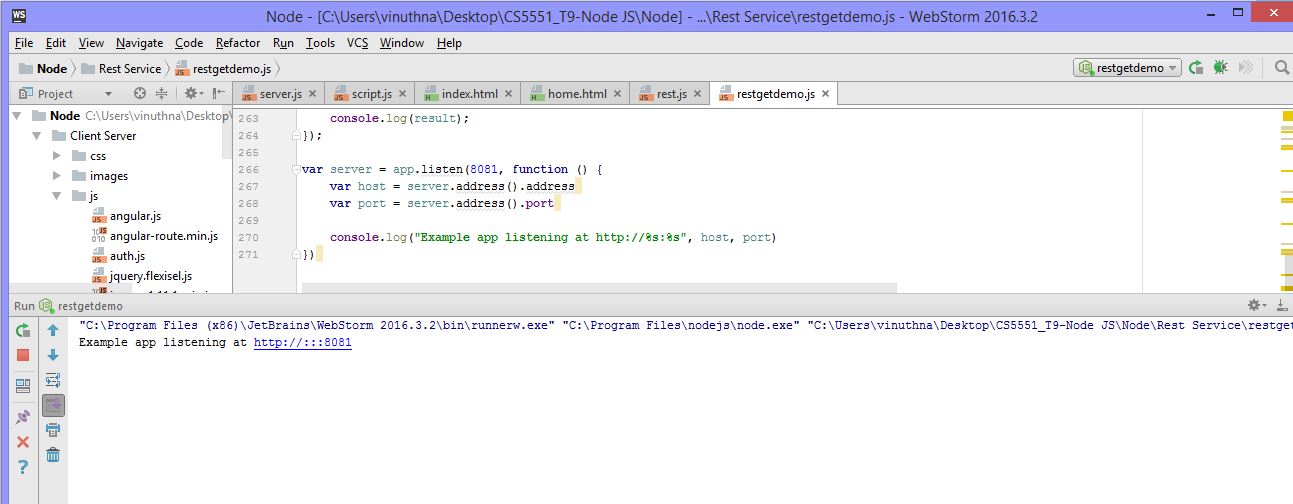 WS Node - [C:\Users\vinuthna\Desktop\CS5551_T9-Node JS\Node] - ...\Rest Service\restgetdemo.js - WebStorm 2016.3.2
File Edit View Navigate Code Refactor Run Tools VCS Window Help
Node Rest Service restgetdemo.js restgetdemo
Project server.js script.js index.html home.html rest.js restgetdemo.js
Node C:\Users\vinuthna\Desktop\
Client Server
css
images
js
angular.js
angular-route.min.js
auth.js
jquery.flexisel.js
263 console.log(result);
264 });
265
266 var server = app.listen(8081, function () {
267 var host = server.address().address
268 var port = server.address().port
269
270 console.log("Example app listening at http://%s:%s", host, port)
271 })
Run restgetdemo
"C:\Program Files (x86)\JetBrains\WebStorm 2016.3.2\bin\runnerw.exe" "C:\Program Files\nodejs\node.exe" "C:\Users\vinuthna\Desktop\CS5551_T9-Node JS\Node\Rest Service\restget
Example app listening at http://:::8081